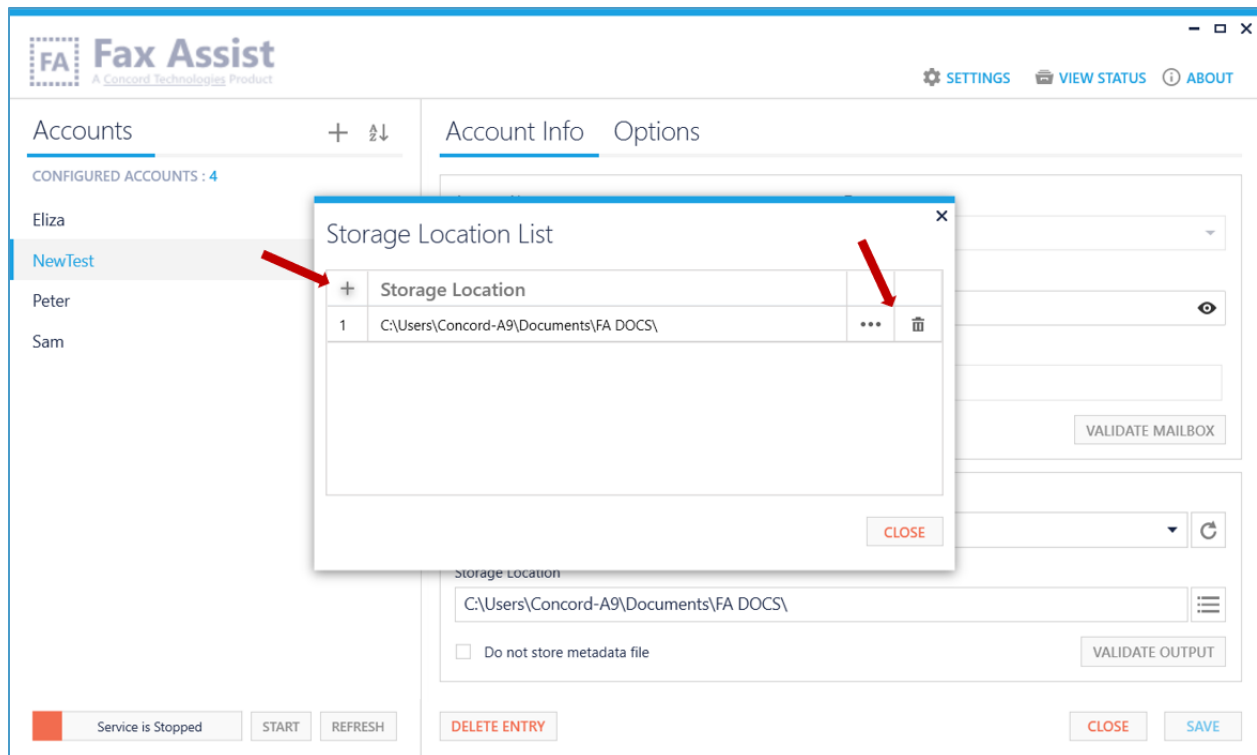 FA Fax Assist
A Concord Technologies Product
SETTINGS VIEW STATUS ABOUT
Accounts
Account Info Options
CONFIGURED ACCOUNTS : 4
Eliza
NewTest
Peter
Sam
Storage Location List
Storage Location
1 C:\Users\Concord-A9\Documents\FA DOCS\
VALIDATE MAILBOX
CLOSE
Storage Location
C:\Users\Concord-A9\Documents\FA DOCS\
Do not store metadata file
VALIDATE OUTPUT
Service is Stopped START REFRESH
DELETE ENTRY CLOSE SAVE